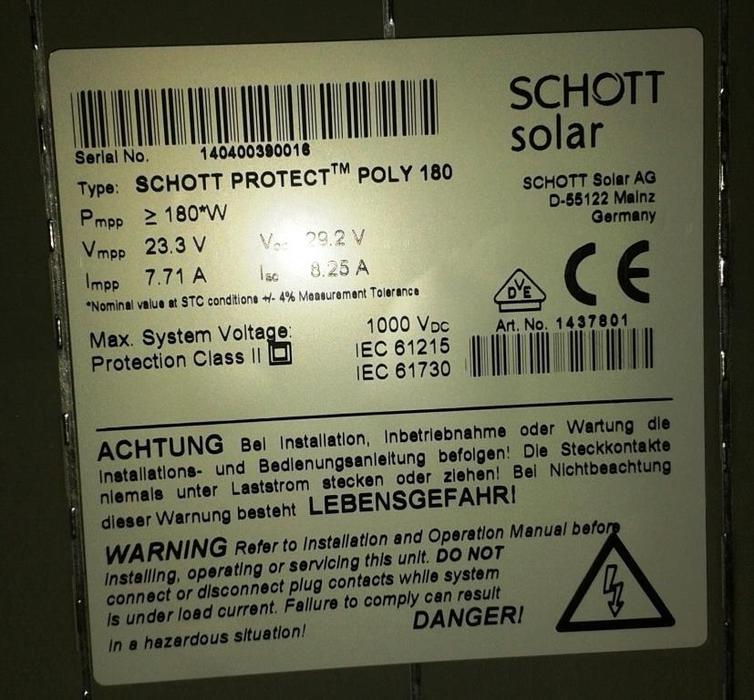 SCHOTT
solar
Serial No. 140400390016
Type: SCHOTT PROTECT™ POLY 180
SCHOTT Solar AG
D-55122 Mainz
Germany
Pmpp ≥ 180*W
Vmpp 23.3 V Voc 29.2 V
Impp 7.71 A Isc 8.25 A
*Nominal value at STC conditions +/- 4% Measurement Tolerance
DVE
CE
Art. No. 1437801
Max. System Voltage: 1000 VDC
Protection Class II IEC 61215
IEC 61730
ACHTUNG Bei Installation, Inbetriebnahme oder Wartung die
Installations- und Bedienungsanleitung befolgen! Die Steckkontakte
niemals unter Laststrom stecken oder ziehen! Bei Nichtbeachtung
dieser Warnung besteht LEBENSGEFAHR!
WARNING Refer to Installation and Operation Manual before
installing, operating or servicing this unit. DO NOT
connect or disconnect plug contacts while system
is under load current. Failure to comply can result
in a hazardous situation! DANGER!